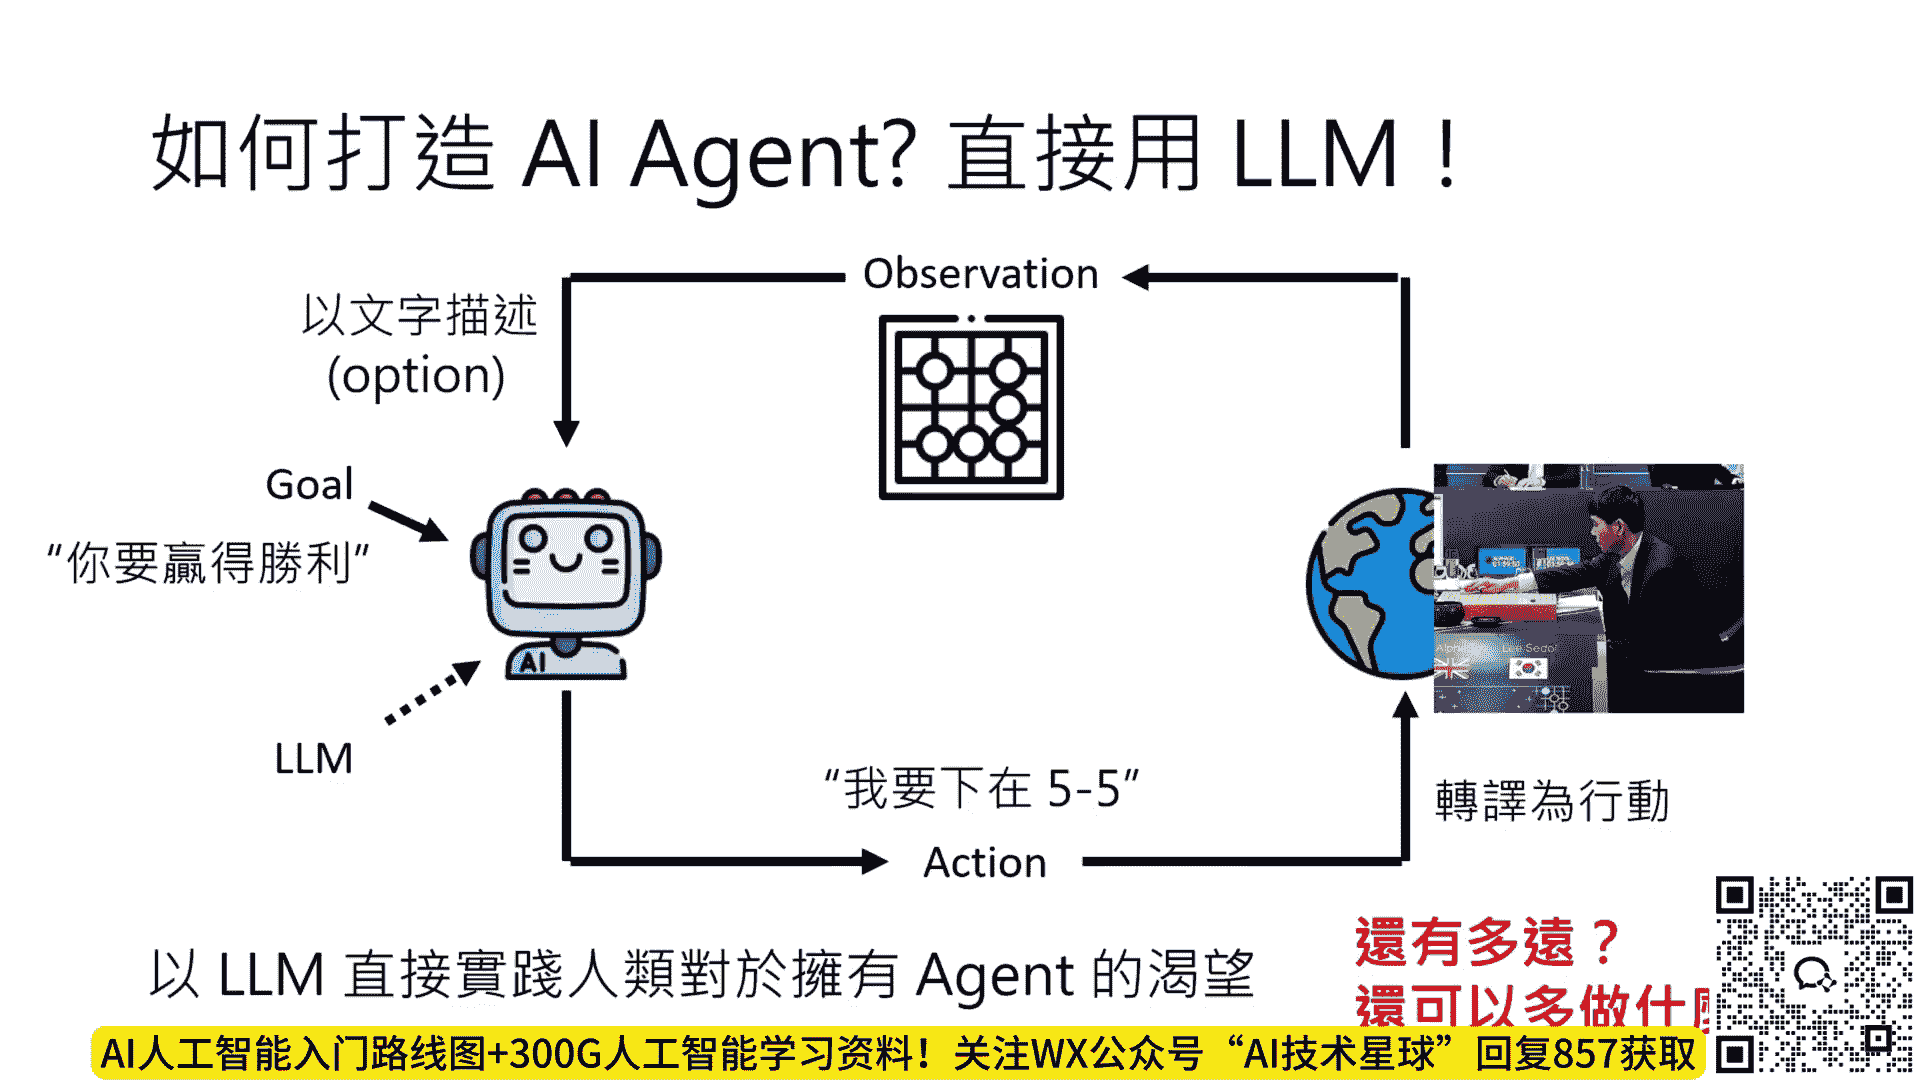 如何打造 AI Agent? 直接用 LLM！
Observation
以文字描述
(option)
Goal
“你要贏得勝利”
AI
LLM
Lee Sedol
“我要下在 5-5”
轉譯為行動
Action
還有多遠？
以 LLM 直接實踐人類對於擁有 Agent 的渴望
還可以多做什
AI人工智能入门路线图+300G人工智能学习资料！关注WX公众号“AI技术星球”回复857获取